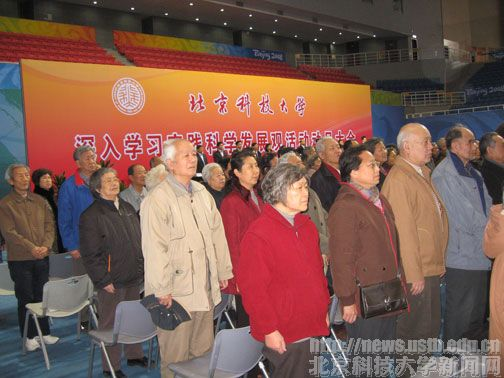 Beijing 2008
北京科技大学
深入学习实践科学发展观活动动员大会
http://news.ustb.edu.cn
北京科技大学新闻网